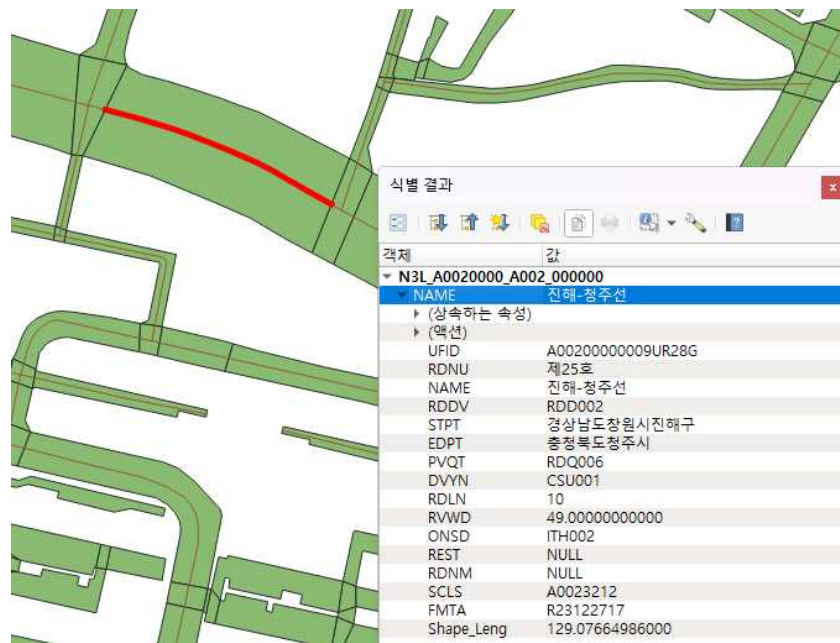 식별 결과
객체 값
N3L_A0020000_A002_000000
NAME 진해-청주선
(상속하는 속성)
(액션)
UFID A00200000009UR28G
RDNU 제25호
NAME 진해-청주선
RDDV RDD002
STPT 경상남도창원시진해구
EDPT 충청북도청주시
PVQT RDQ006
DVYN CSU001
RDLN 10
RVWD 49.00000000000
ONSD ITH002
REST NULL
RDNM NULL
SCLS A0023212
FMTA R23122717
Shape_Leng 129.07664986000